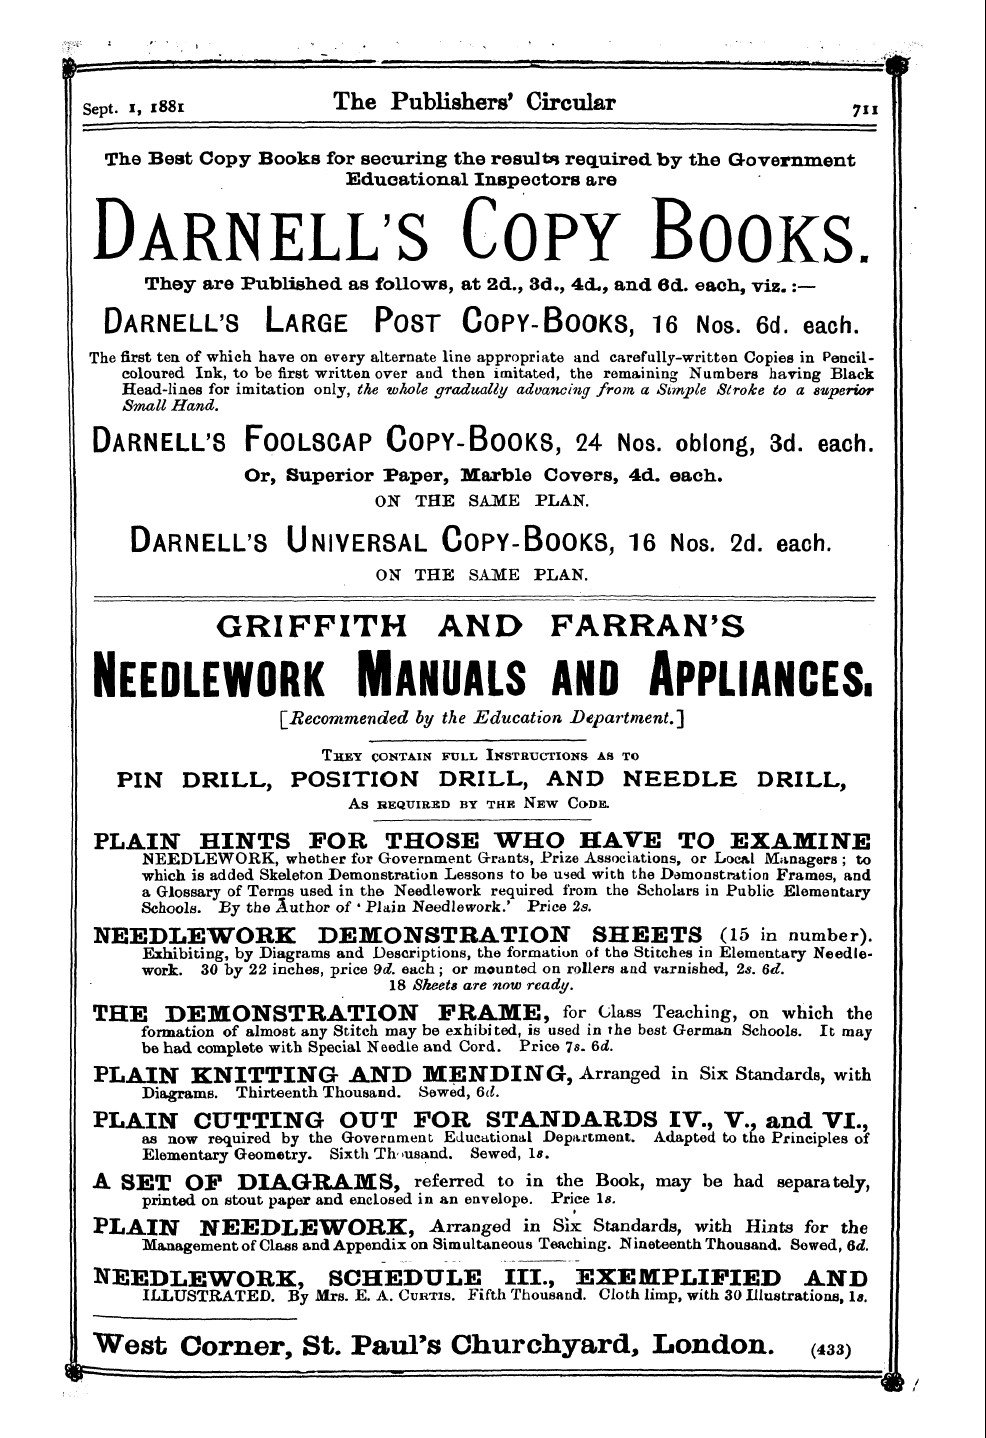 Sept. 1, 1881 The Publishers' Circular 711
The Best Copy Books for securing the results required by the Government
Educational Inspectors are
DARNELL'S COPY BOOKS.
They are Published as follows, at 2d., 3d., 4d., and 6d. each, viz. :—
DARNELL'S LARGE POST COPY-BOOKS, 16 Nos. 6d. each.
The first ten of which have on every alternate line appropriate and carefully-written Copies in Pencil-
coloured Ink, to be first written over and then imitated, the remaining Numbers having Black
Head-lines for imitation only, the whole gradually advancing from a Simple Stroke to a superior
Small Hand.
DARNELL'S FOOLSCAP COPY-BOOKS, 24 Nos. oblong, 3d. each.
Or, Superior Paper, Marble Covers, 4d. each.
ON THE SAME PLAN.
DARNELL'S UNIVERSAL COPY-BOOKS, 16 Nos. 2d. each.
ON THE SAME PLAN.
GRIFFITH AND FARRAN'S
NEEDLEWORK MANUALS AND APPLIANCES.
[Recommended by the Education Department.]
THEY CONTAIN FULL INSTRUCTIONS AS TO
PIN DRILL, POSITION DRILL, AND NEEDLE DRILL,
AS REQUIRED BY THE NEW CODE.
PLAIN HINTS FOR THOSE WHO HAVE TO EXAMINE
NEEDLEWORK, whether for Government Grants, Prize Associations, or Local Managers ; to
which is added Skeleton Demonstration Lessons to be used with the Demonstration Frames, and
a Glossary of Terms used in the Needlework required from the Scholars in Public Elementary
Schools. By the Author of ‘Plain Needlework.’ Price 2s.
NEEDLEWORK DEMONSTRATION SHEETS (15 in number).
Exhibiting, by Diagrams and Descriptions, the formation of the Stitches in Elementary Needle-
work. 30 by 22 inches, price 9d. each ; or mounted on rollers and varnished, 2s. 6d.
18 Sheets are now ready.
THE DEMONSTRATION FRAME, for Class Teaching, on which the
formation of almost any Stitch may be exhibited, is used in the best German Schools. It may
be had complete with Special Needle and Cord. Price 7s. 6d.
PLAIN KNITTING AND MENDING, Arranged in Six Standards, with
Diagrams. Thirteenth Thousand. Sewed, 6d.
PLAIN CUTTING OUT FOR STANDARDS IV., V., and VI.,
as now required by the Government Educational Department. Adapted to the Principles of
Elementary Geometry. Sixth Thousand. Sewed, 1s.
A SET OF DIAGRAMS, referred to in the Book, may be had separately,
printed on stout paper and enclosed in an envelope. Price 1s.
PLAIN NEEDLEWORK, Arranged in Six Standards, with Hints for the
Management of Class and Appendix on Simultaneous Teaching. Nineteenth Thousand. Sewed, 6d.
NEEDLEWORK, SCHEDULE III., EXEMPLIFIED AND
ILLUSTRATED. By Mrs. E. A. CURTIS. Fifth Thousand. Cloth limp, with 30 Illustrations, 1s.
West Corner, St. Paul's Churchyard, London. (433)